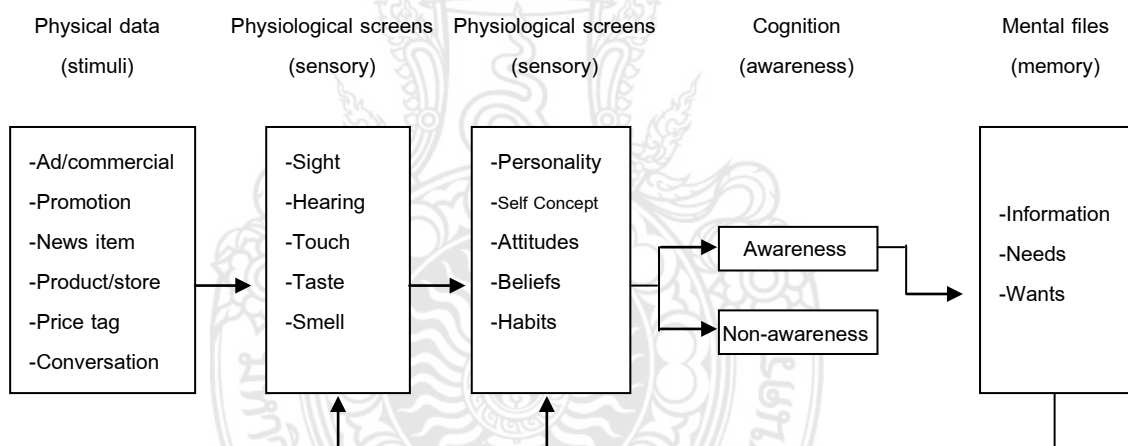 Physical data
(stimuli)
Physiological screens
(sensory)
Physiological screens
(sensory)
Cognition
(awareness)
Mental files
(memory)
-Ad/commercial
-Promotion
-News item
-Product/store
-Price tag
-Conversation
-Sight
-Hearing
-Touch
-Taste
-Smell
-Personality
-Self Concept
-Attitudes
-Beliefs
-Habits
Awareness
Non-awareness
-Information
-Needs
-Wants